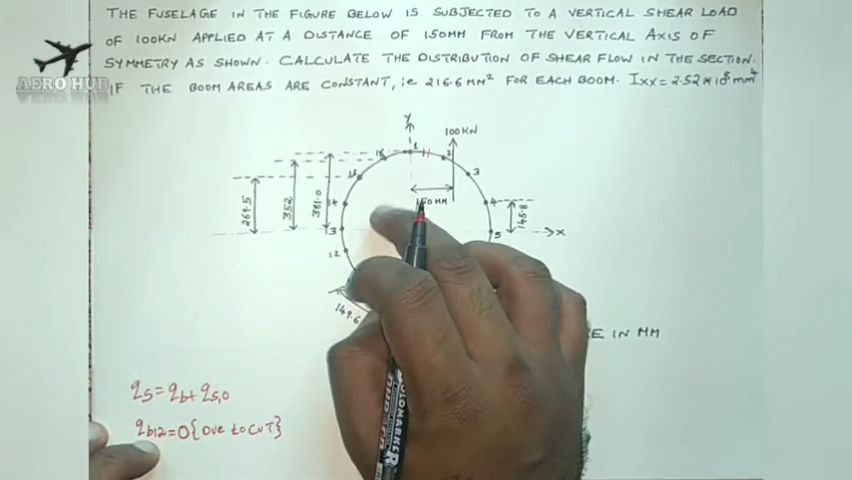 THE FUSELAGE IN THE FIGURE BELOW IS SUBJECTED TO A VERTICAL SHEAR LOAD
OF 100KN APPLIED AT A DISTANCE OF 150MM FROM THE VERTICAL AXIS OF
SYMMETRY AS SHOWN. CALCULATE THE DISTRIBUTION OF SHEAR FLOW IN THE SECTION.
IF THE BOOM AREAS ARE CONSTANT, ie 216.6 MM² FOR EACH BOOM. Ixx = 2.52*10⁸ mm⁴
AERO HUB
Y
100KN
16 1 2
15 3
14 4
150 MM
269.5 352 381.0 145.8
13 5 X
12
149.6
E IN MM
qs = qb + qs,0
qb12 = 0 {DUE TO CUT}
GOLDMARKER